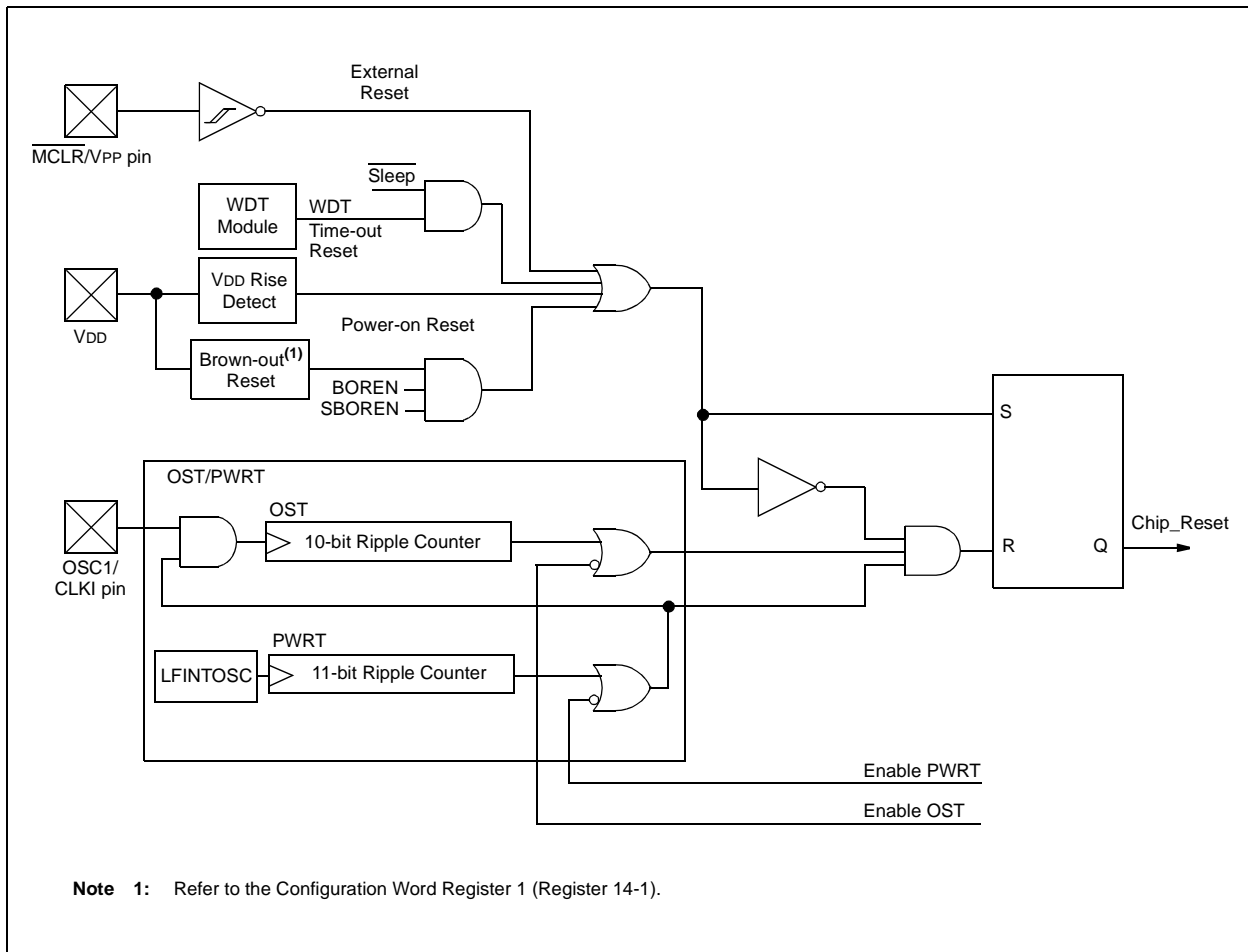 External
Reset
MCLR/VPP pin
Sleep
WDT
Module
WDT
Time-out
Reset
VDD
VDD Rise
Detect
Power-on Reset
Brown-out(1)
Reset
BOREN
SBOREN
S
R
Q
Chip_Reset
OST/PWRT
OST
10-bit Ripple Counter
OSC1/
CLKI pin
PWRT
LFINTOSC
11-bit Ripple Counter
Enable PWRT
Enable OST
Note 1: Refer to the Configuration Word Register 1 (Register 14-1).